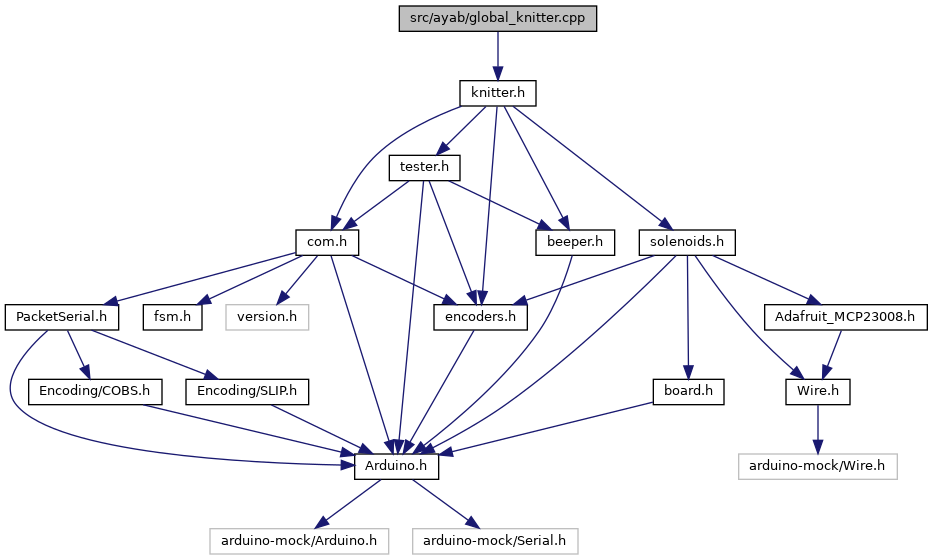 src/ayab/global_knitter.cpp
knitter.h
tester.h
com.h
beeper.h
solenoids.h
PacketSerial.h
fsm.h
version.h
encoders.h
Adafruit_MCP23008.h
Encoding/COBS.h
Encoding/SLIP.h
board.h
Wire.h
Arduino.h
arduino-mock/Wire.h
arduino-mock/Arduino.h
arduino-mock/Serial.h